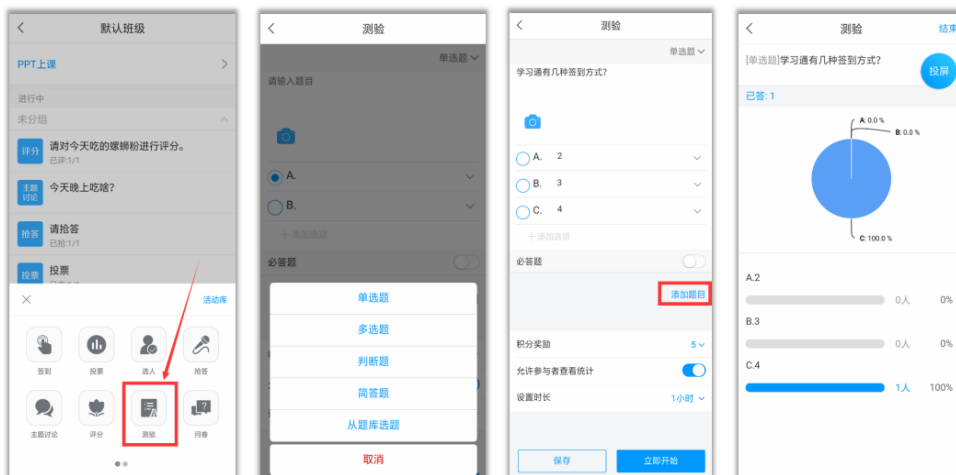 默认班级
PPT上课
进行中
未分组
评分
请对今天吃的螺蛳粉进行评分。
已评:1/1
主题讨论
今天晚上吃啥?
抢答
请抢答
已抢:1/1
投票
投票
活动库
签到
投票
选人
抢答
主题讨论
评分
测验
问卷
测验
单选题
请输入题目
A.
B.
+添加选项
必答题
单选题
多选题
判断题
简答题
从题库选题
取消
测验
单选题
学习通有几种签到方式?
A. 2
B. 3
C. 4
+添加选项
必答题
添加题目
积分奖励 5
允许参与者查看统计
设置时长 1小时
保存
立即开始
测验
结束
[单选题]学习通有几种签到方式?
投屏
已答: 1
A: 0.0 %
B: 0.0 %
C: 100.0 %
A.2
0人 0%
B.3
0人 0%
C.4
1人 100%